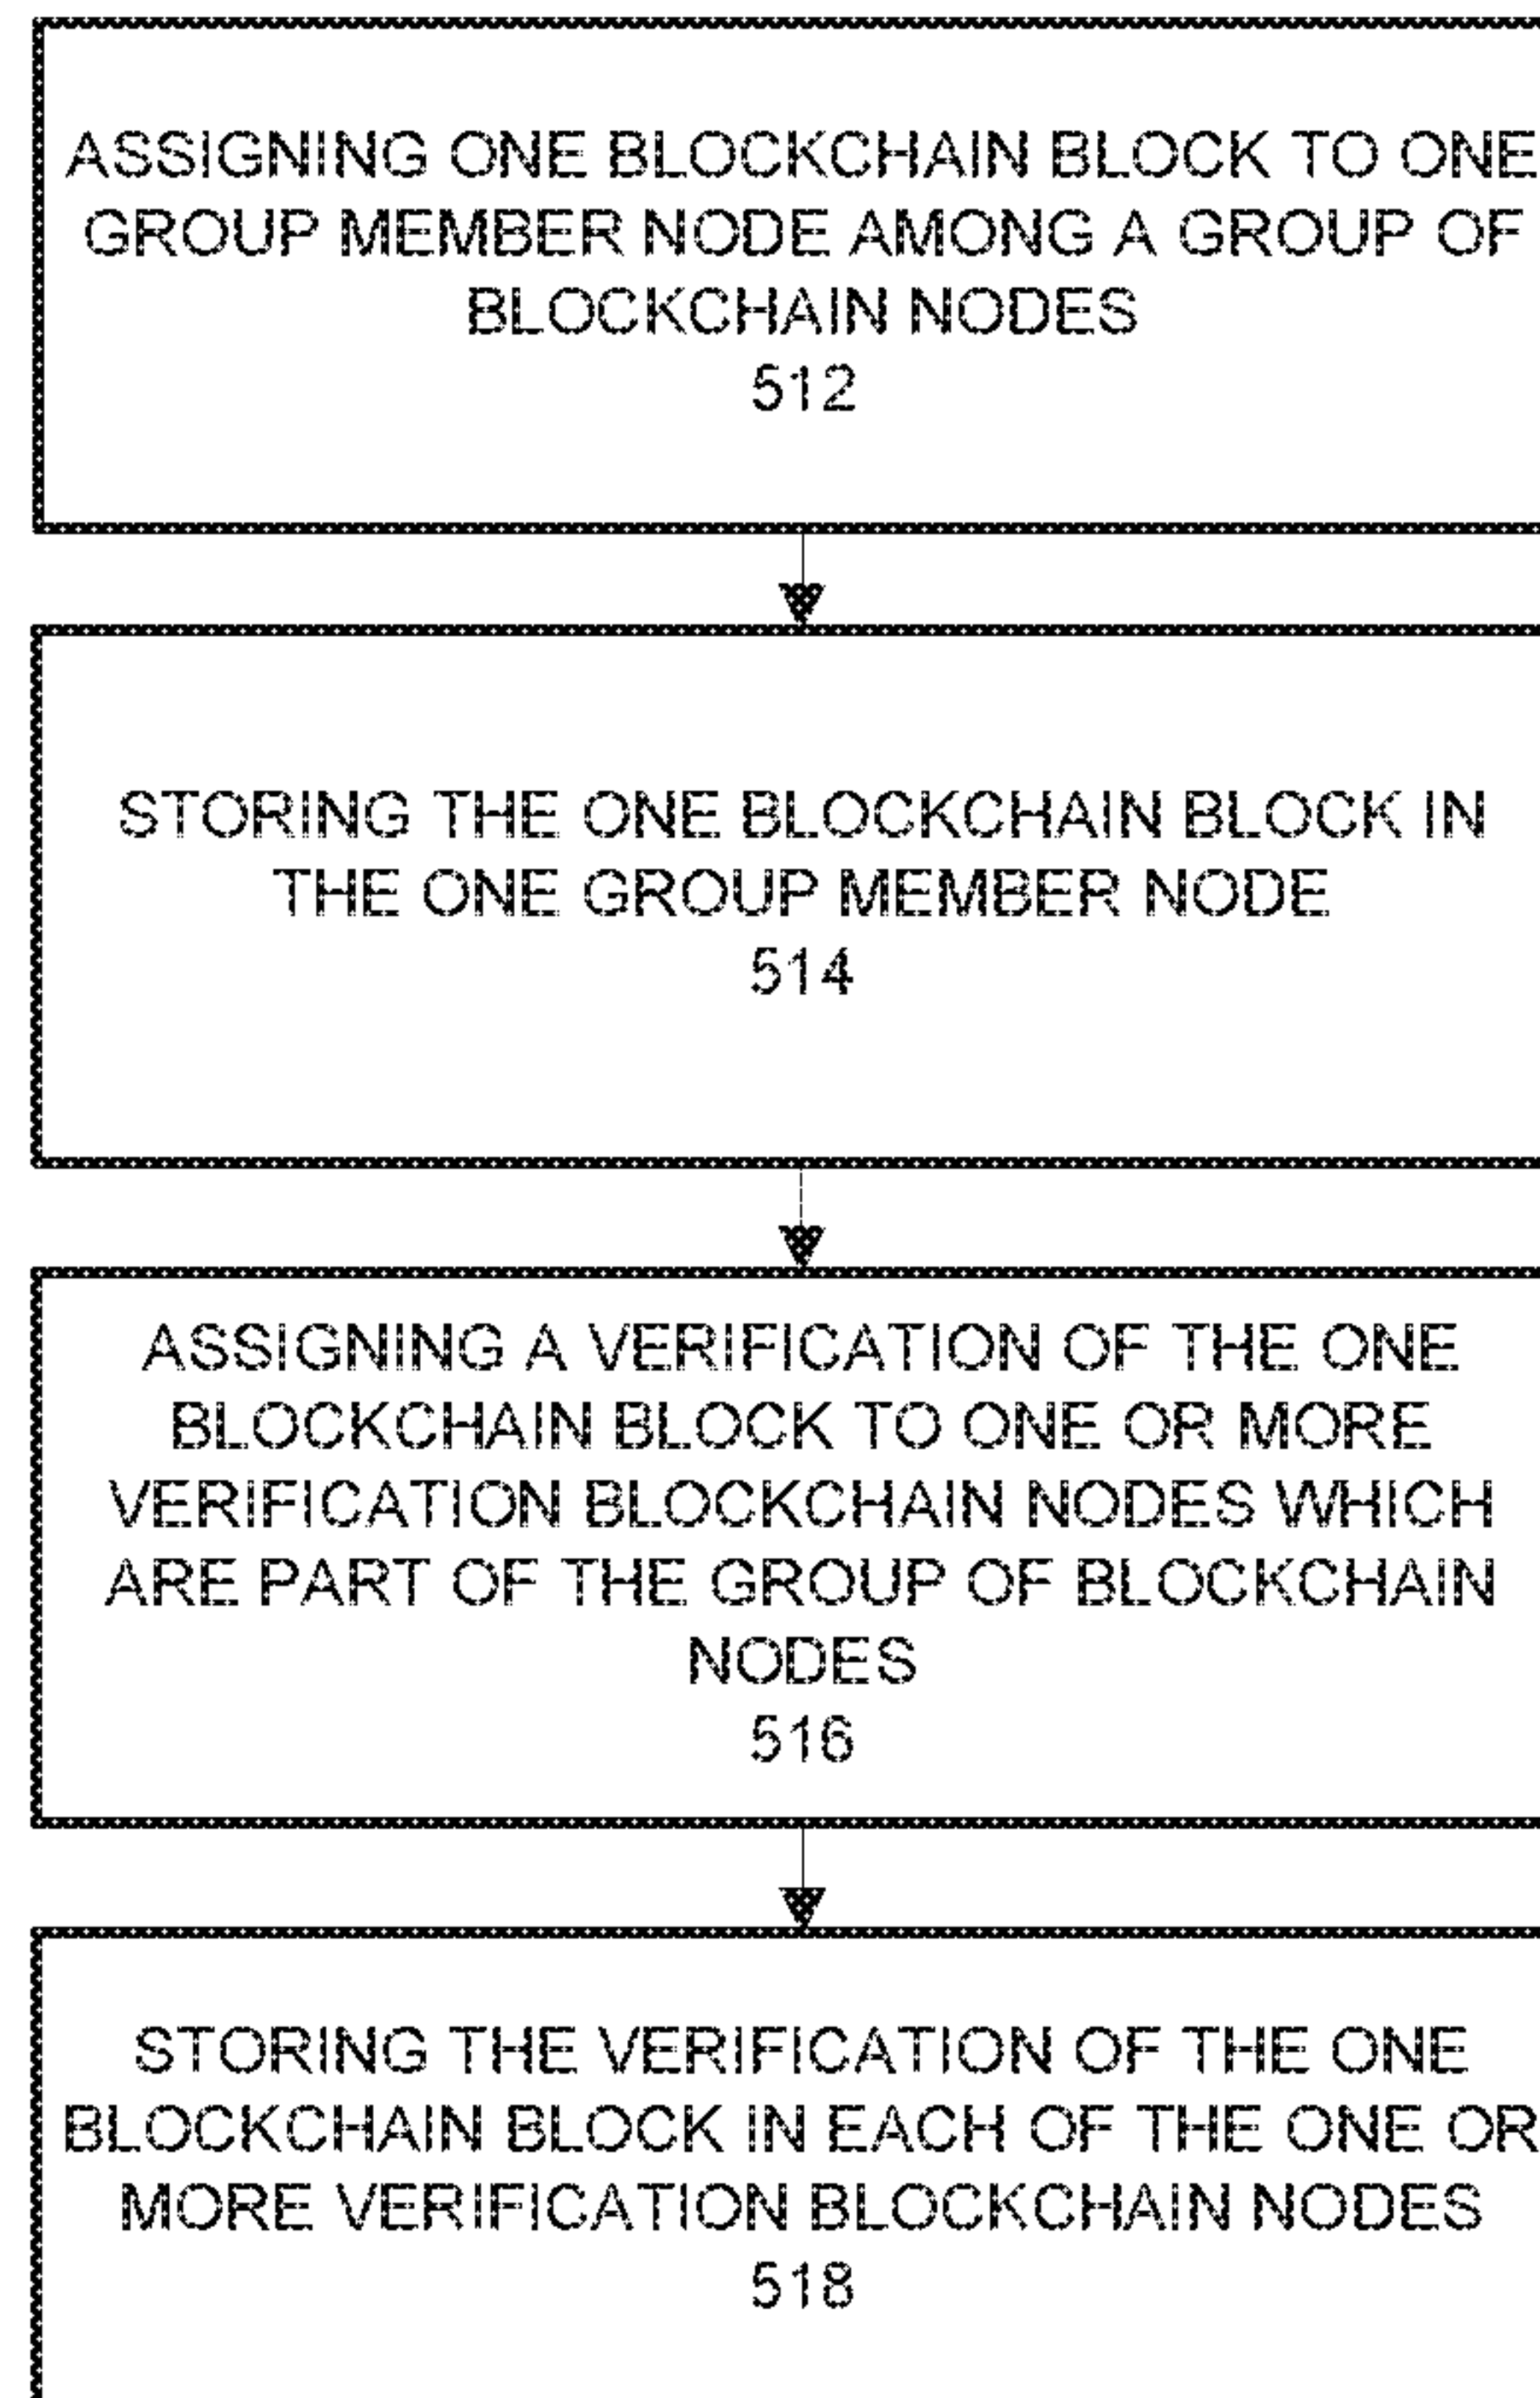 ASSIGNING ONE BLOCKCHAIN BLOCK TO ONE
GROUP MEMBER NODE AMONG A GROUP OF
BLOCKCHAIN NODES
512
STORING THE ONE BLOCKCHAIN BLOCK IN
THE ONE GROUP MEMBER NODE
514
ASSIGNING A VERIFICATION OF THE ONE
BLOCKCHAIN BLOCK TO ONE OR MORE
VERIFICATION BLOCKCHAIN NODES WHICH
ARE PART OF THE GROUP OF BLOCKCHAIN
NODES
516
STORING THE VERIFICATION OF THE ONE
BLOCKCHAIN BLOCK IN EACH OF THE ONE OR
MORE VERIFICATION BLOCKCHAIN NODES
518